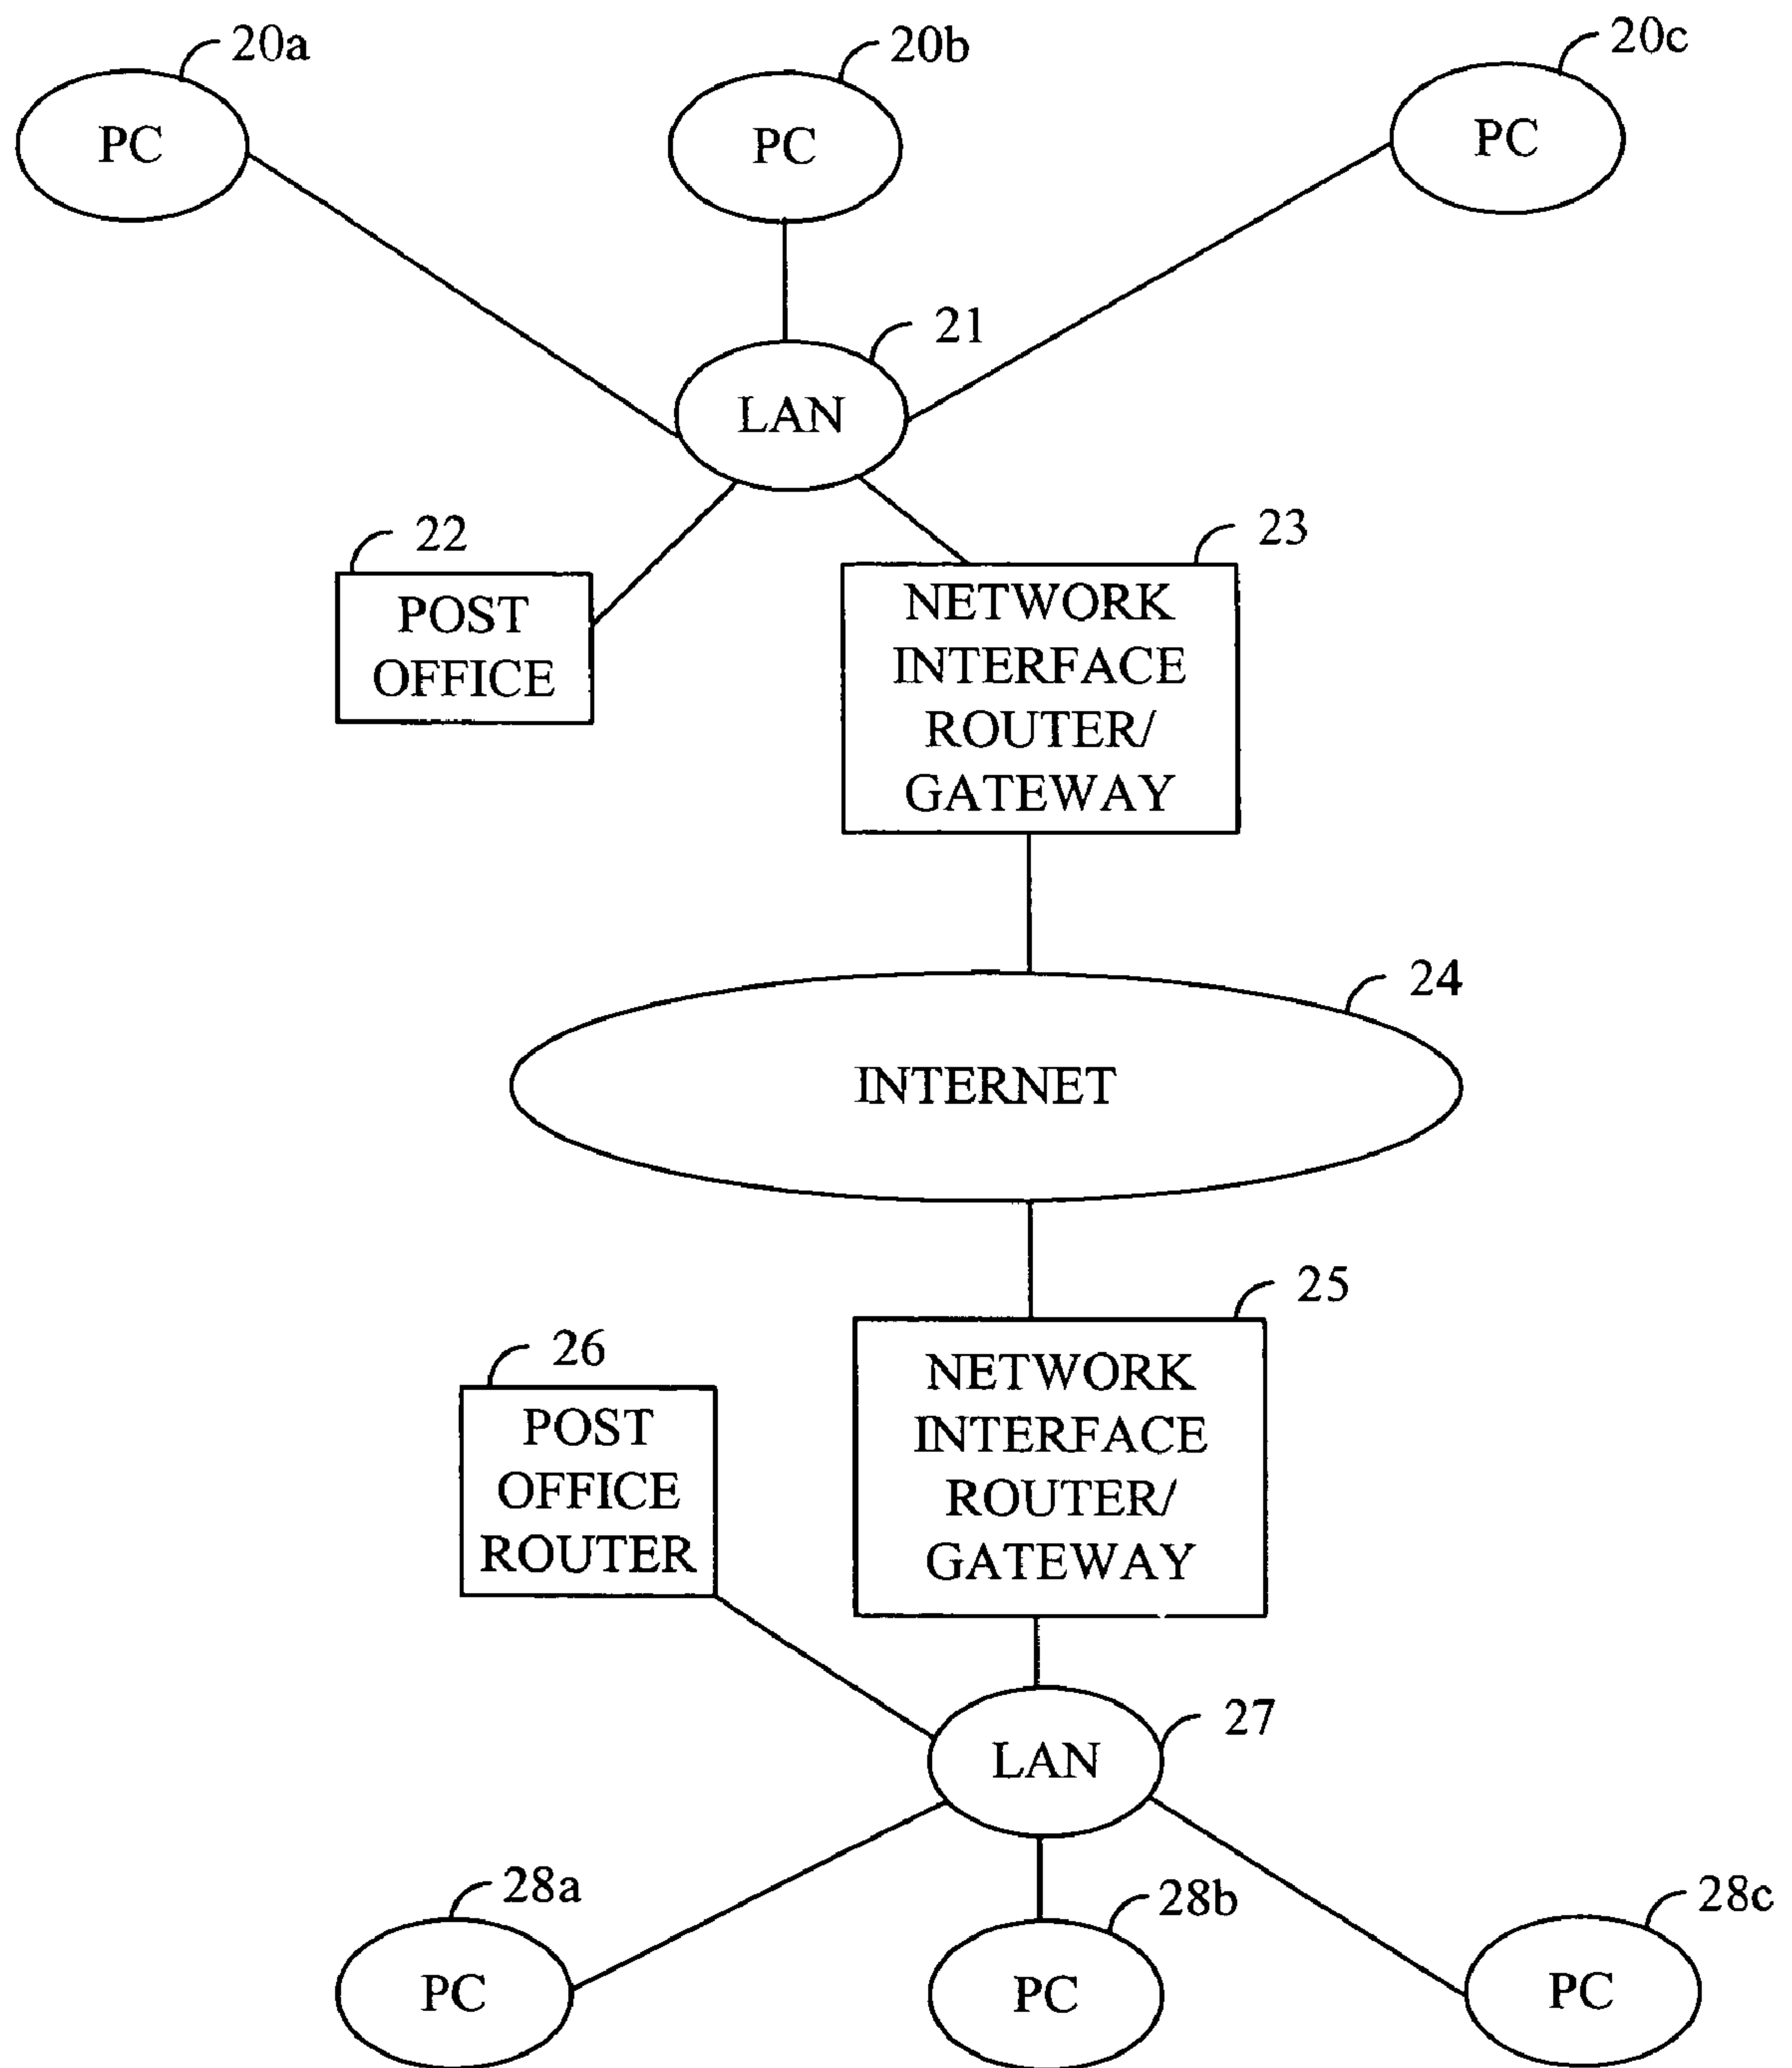 20a
20b
20c
PC
PC
PC
21
LAN
22
23
POST
OFFICE
NETWORK
INTERFACE
ROUTER/
GATEWAY
24
INTERNET
25
26
POST
OFFICE
ROUTER
NETWORK
INTERFACE
ROUTER/
GATEWAY
27
LAN
28a
28b
28c
PC
PC
PC